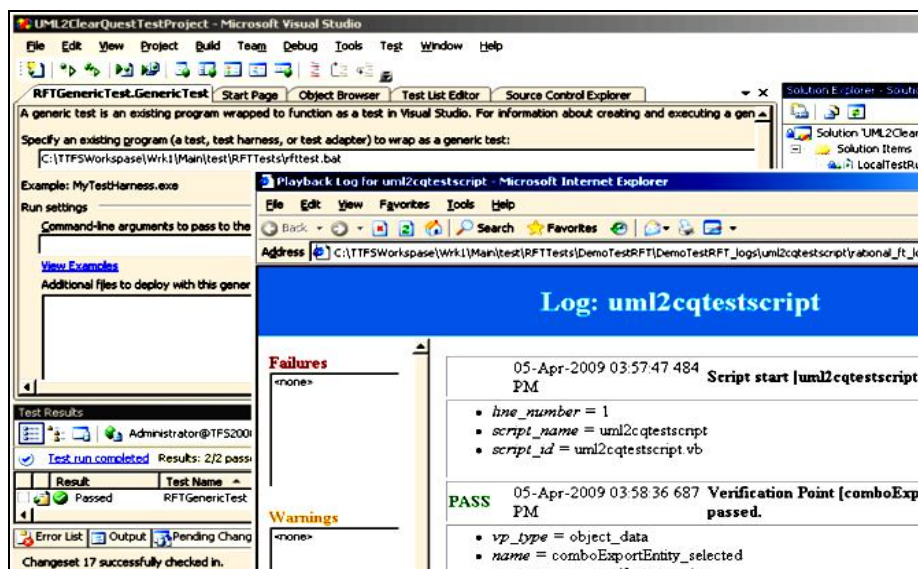 UML2ClearQuestTestProject - Microsoft Visual Studio
File Edit View Project Build Team Debug Tools Test Window Help
RFTGenericTest.GenericTest Start Page Object Browser Test List Editor Source Control Explorer
A generic test is an existing program wrapped to function as a test in Visual Studio. For information about creating and executing a gen
Specify an existing program (a test, test harness, or test adapter) to wrap as a generic test:
C:\TTFSWorkspase\Wrk1\Main\test\RFTTests\rfttest.bat
Example: MyTestHarness.exe
Run settings
Command-line arguments to pass to the
View Examples
Additional files to deploy with this gener
Solution Explorer - Soluti
Solution 'UML2Clear
Solution Items
LocalTestRu
Test Results
Administrator@TFS200
Test run completed Results: 2/2 passe
Result Test Name
Passed RFTGenericTest
Error List Output Pending Chang
Changeset 17 successfully checked in.
Playback Log for uml2cqtestscript - Microsoft Internet Explorer
File Edit View Favorites Tools Help
Back Search Favorites
Address C:\TTFSWorkspase\Wrk1\Main\test\RFTTests\DemoTestRFT\DemoTestRFT_logs\uml2cqtestscript\rational_ft_lo
Log: uml2cqtestscript
Failures
<none>
Warnings
<none>
05-Apr-2009 03:57:47 484 PM Script start [uml2cqtestscript
line_number = 1
script_name = uml2cqtestscript
script_id = uml2cqtestscript.vb
PASS 05-Apr-2009 03:58:36 687 PM Verification Point [comboExp
passed.
vp_type = object_data
name = comboExportEntity_selected